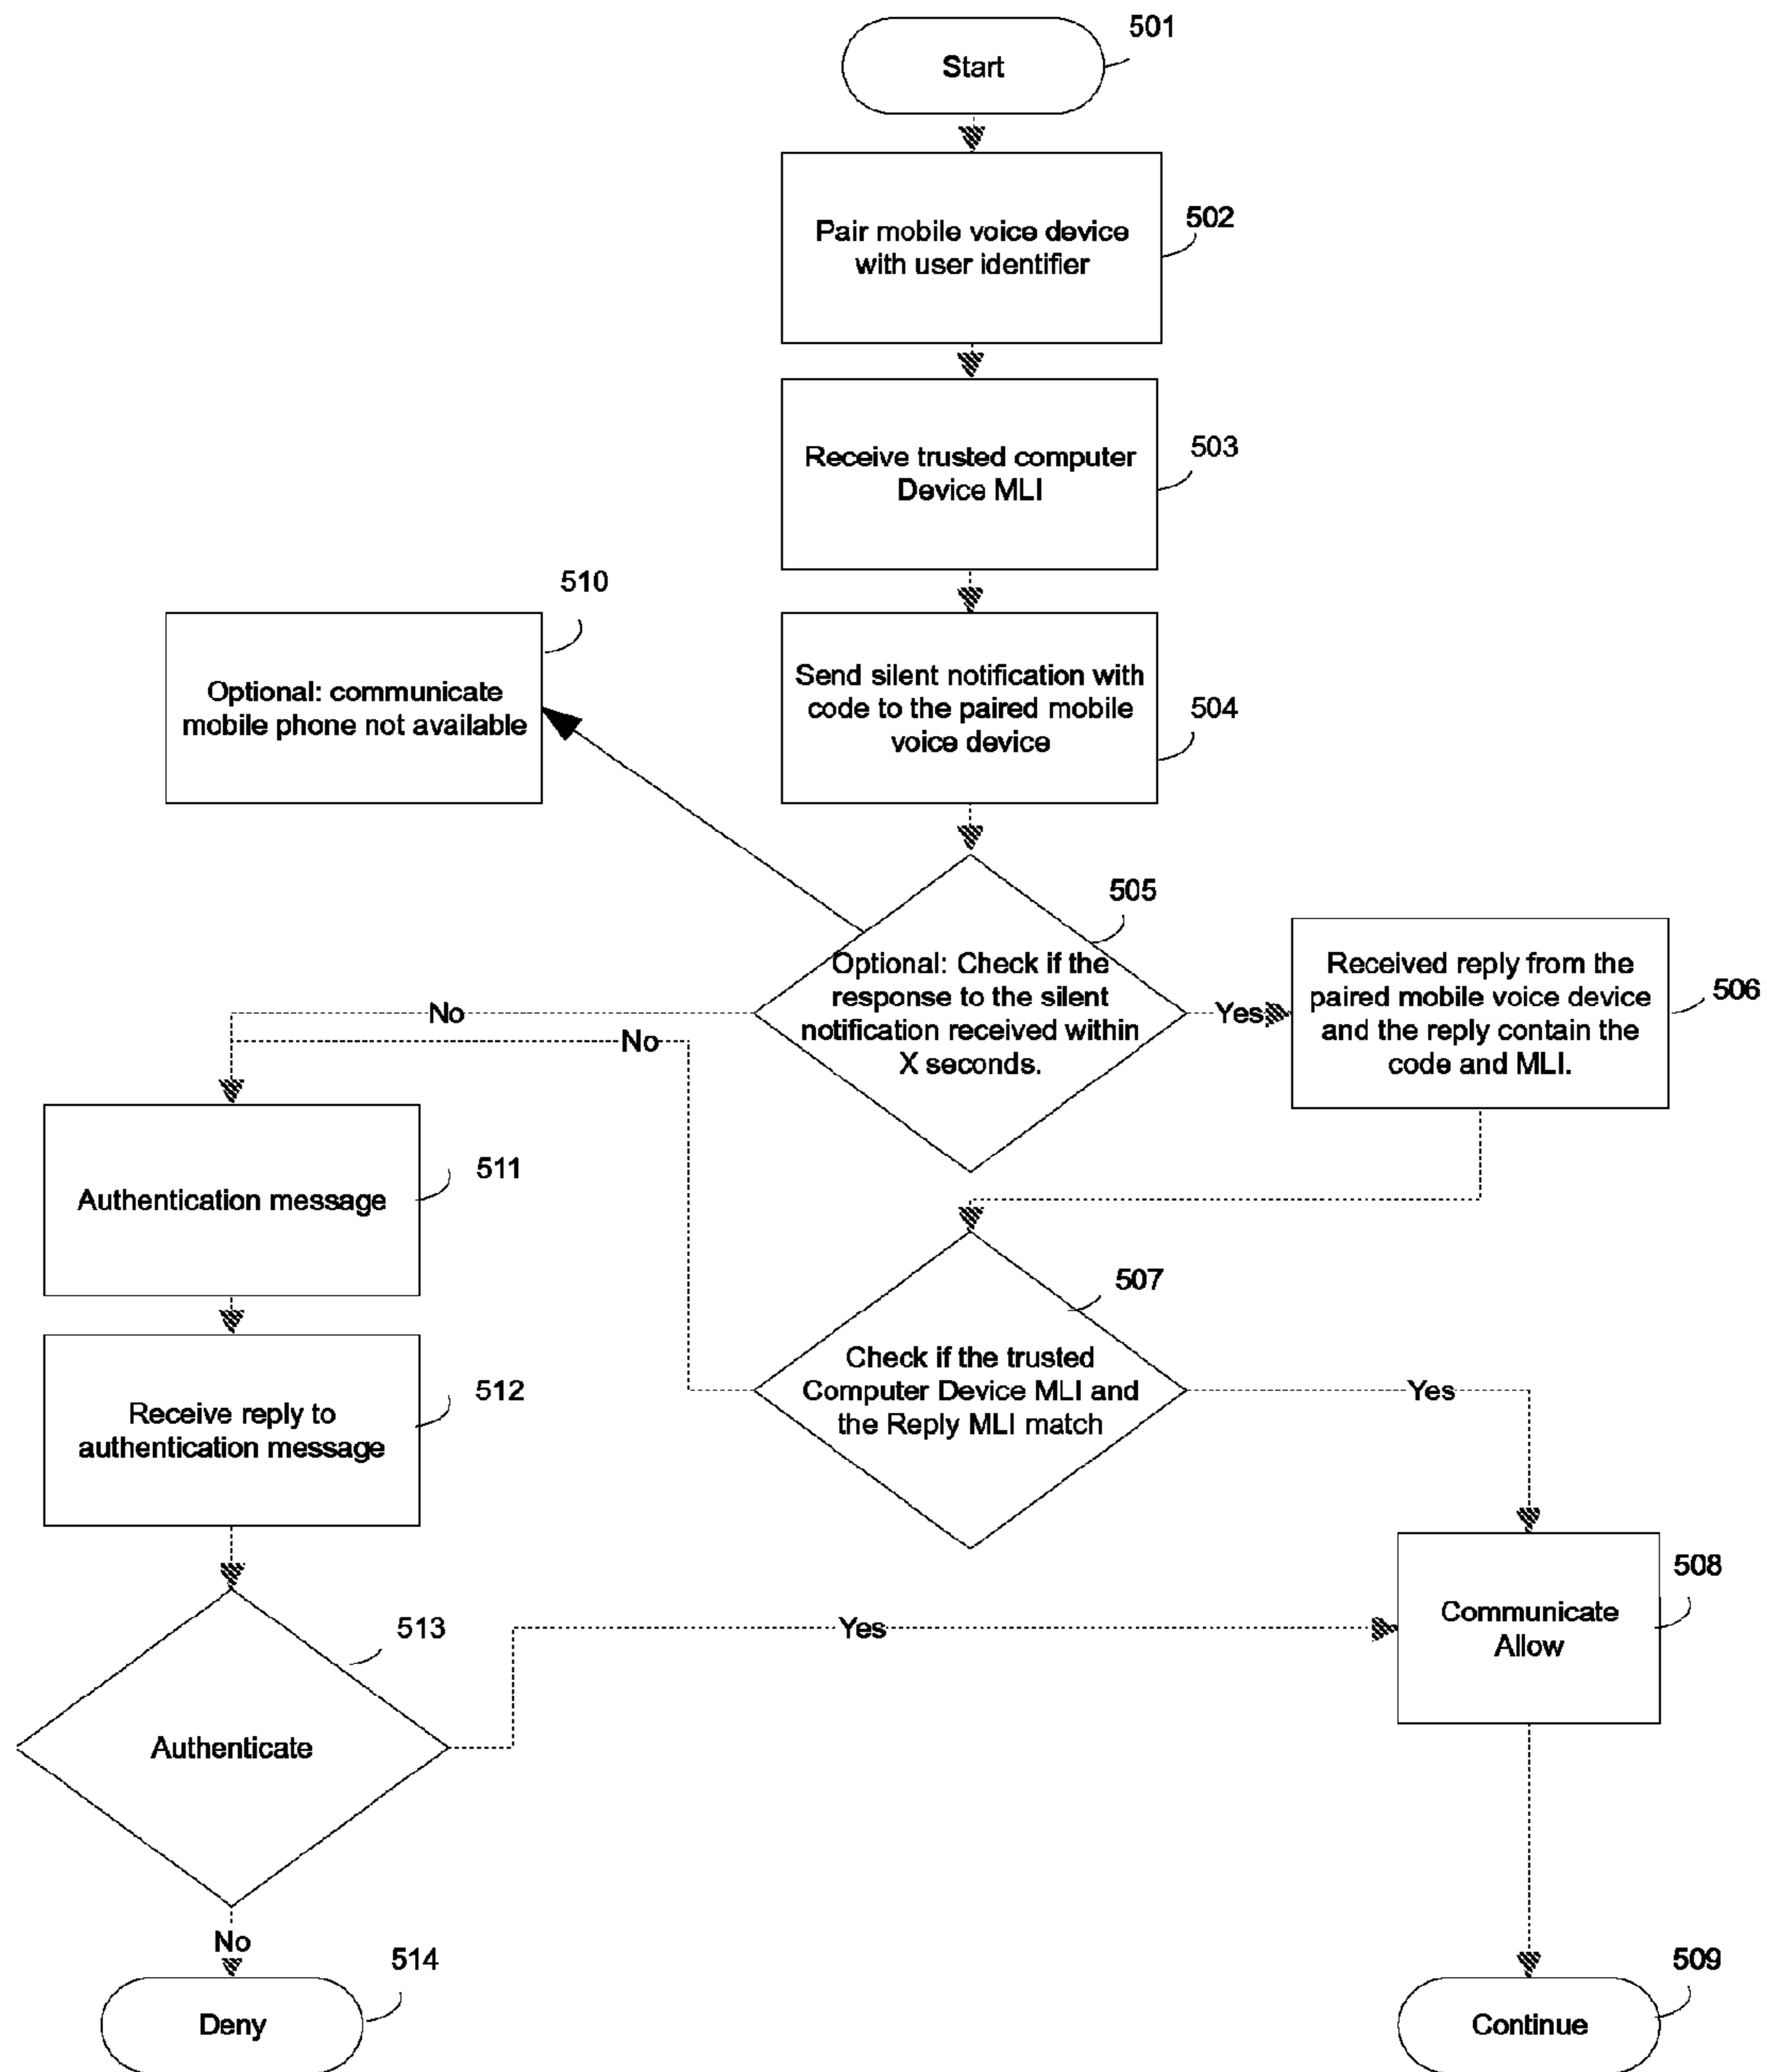 501
Start
502
Pair mobile voice device
with user identifier
503
Receive trusted computer
Device MLI
510
Optional: communicate
mobile phone not available
504
Send silent notification with
code to the paired mobile
voice device
505
Optional: Check if the
response to the silent
notification received within
X seconds.
No
No
Yes
506
Received reply from the
paired mobile voice device
and the reply contain the
code and MLI.
511
Authentication message
507
Check if the trusted
Computer Device MLI and
the Reply MLI match
Yes
512
Receive reply to
authentication message
508
Communicate
Allow
513
Authenticate
Yes
No
514
Deny
509
Continue